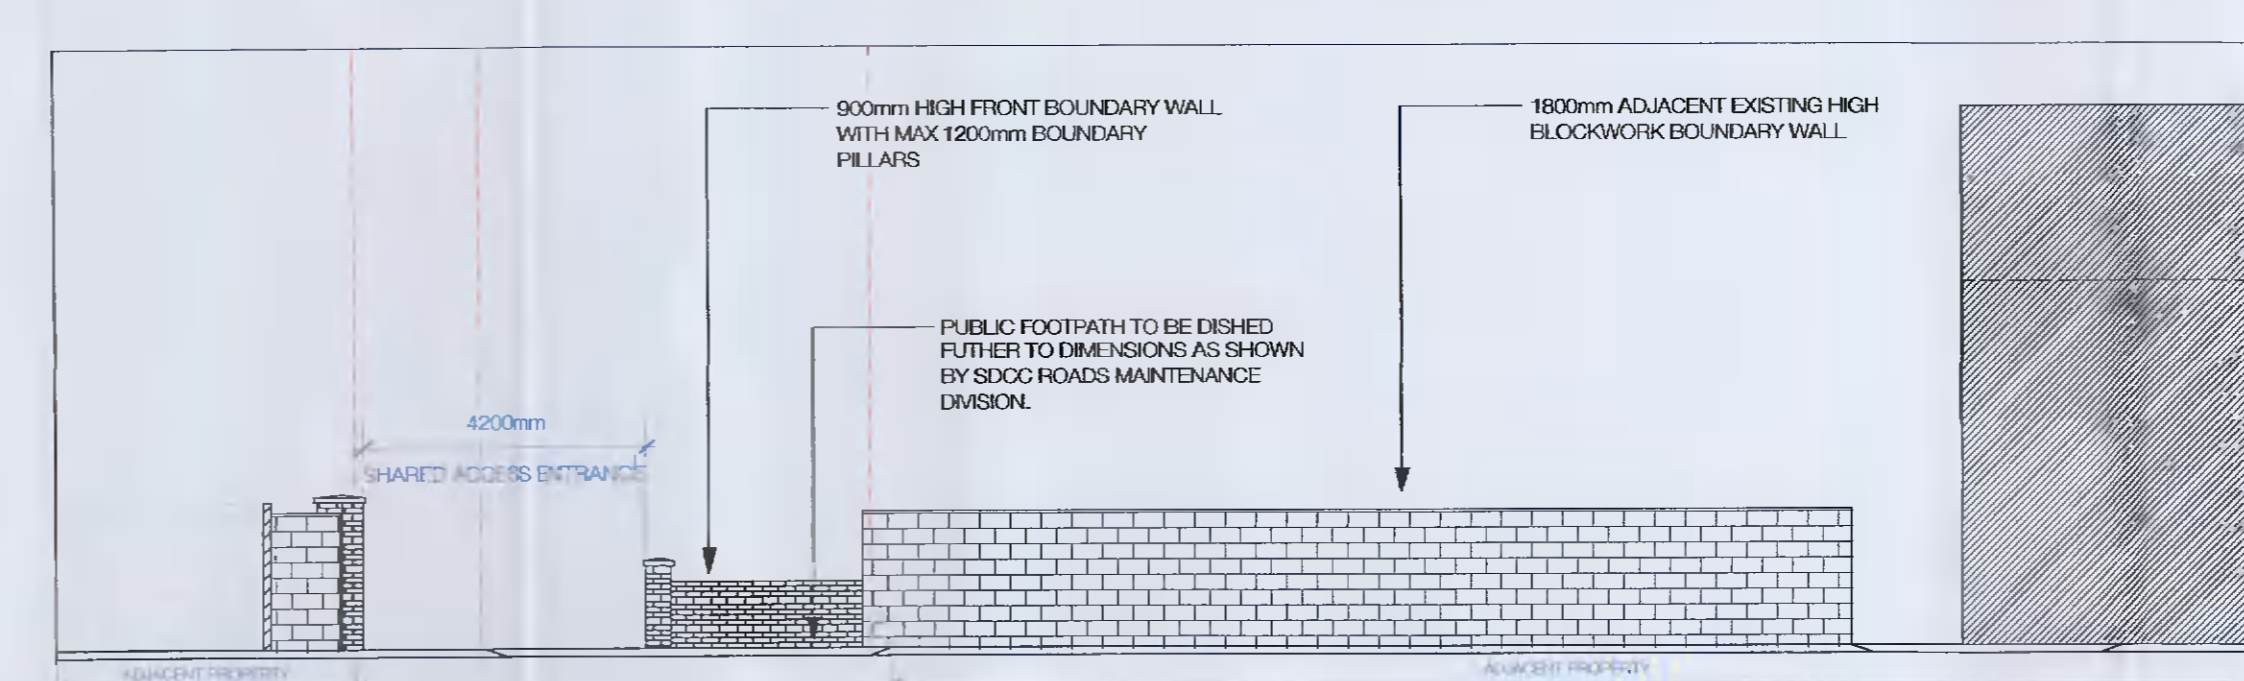 900mm HIGH FRONT BOUNDARY WALL
WITH MAX 1200mm BOUNDARY
PILLARS
1800mm ADJACENT EXISTING HIGH
BLOCKWORK BOUNDARY WALL
PUBLIC FOOTPATH TO BE DISHED
FUTHER TO DIMENSIONS AS SHOWN
BY SDCC ROADS MAINTENANCE
DIVISION.
4200mm
SHARED ACCESS ENTRANCE
ADJACENT PROPERTY
ADJACENT PROPERTY